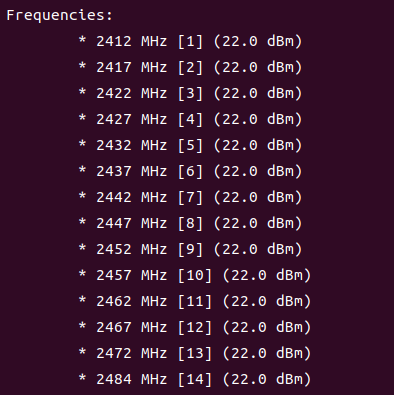 Frequencies:
* 2412 MHz [1] (22.0 dBm)
* 2417 MHz [2] (22.0 dBm)
* 2422 MHz [3] (22.0 dBm)
* 2427 MHz [4] (22.0 dBm)
* 2432 MHz [5] (22.0 dBm)
* 2437 MHz [6] (22.0 dBm)
* 2442 MHz [7] (22.0 dBm)
* 2447 MHz [8] (22.0 dBm)
* 2452 MHz [9] (22.0 dBm)
* 2457 MHz [10] (22.0 dBm)
* 2462 MHz [11] (22.0 dBm)
* 2467 MHz [12] (22.0 dBm)
* 2472 MHz [13] (22.0 dBm)
* 2484 MHz [14] (22.0 dBm)